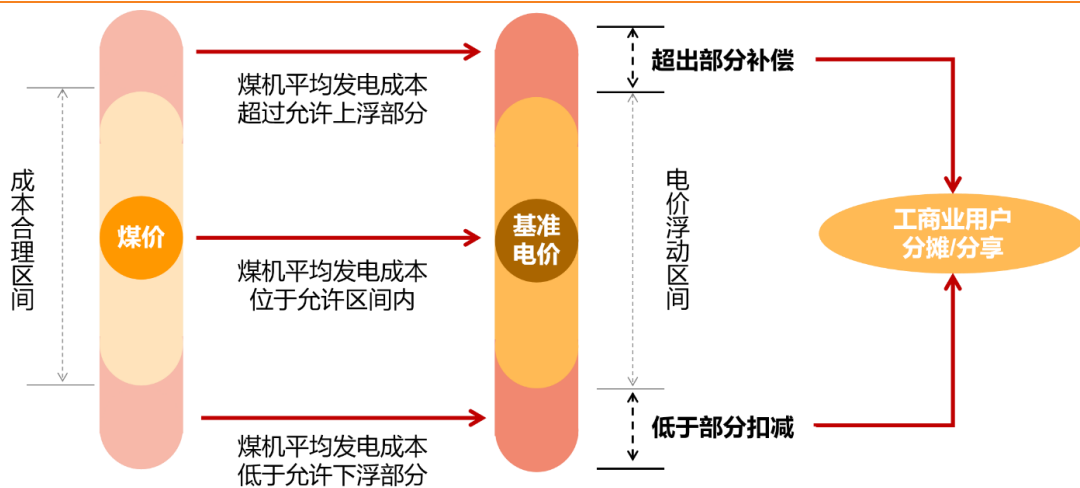 煤机平均发电成本
超过允许上浮部分
超出部分补偿
成本合理区间
煤价
基准
电价
电价浮动区间
工商业用户
分摊/分享
煤机平均发电成本
位于允许区间内
低于部分扣减
煤机平均发电成本
低于允许下浮部分